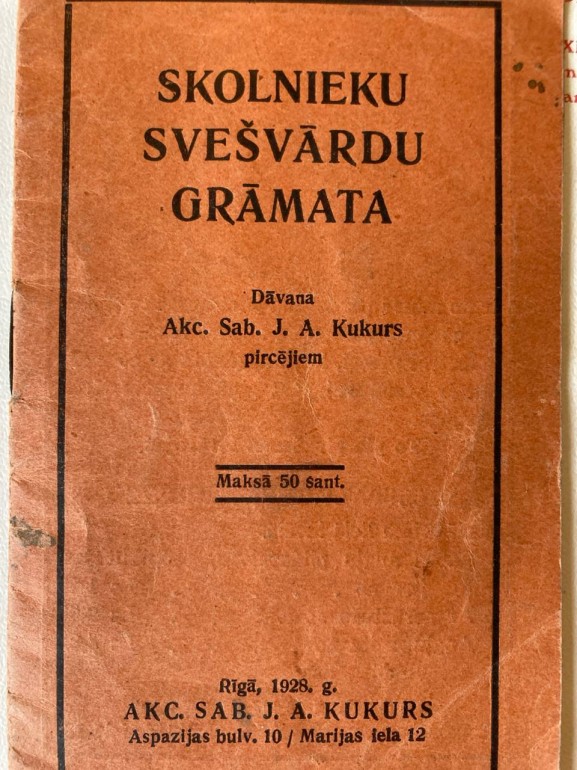 SKOLNIEKU
SVEŠVĀRDU
GRĀMATA
Dāvana
Akc. Sab. J. A. Kukurs
pircējiem
Maksā 50 sant.
Rīgā, 1928. g.
AKC. SAB. J. A. KUKURS
Aspazijas bulv. 10 / Marijas iela 12